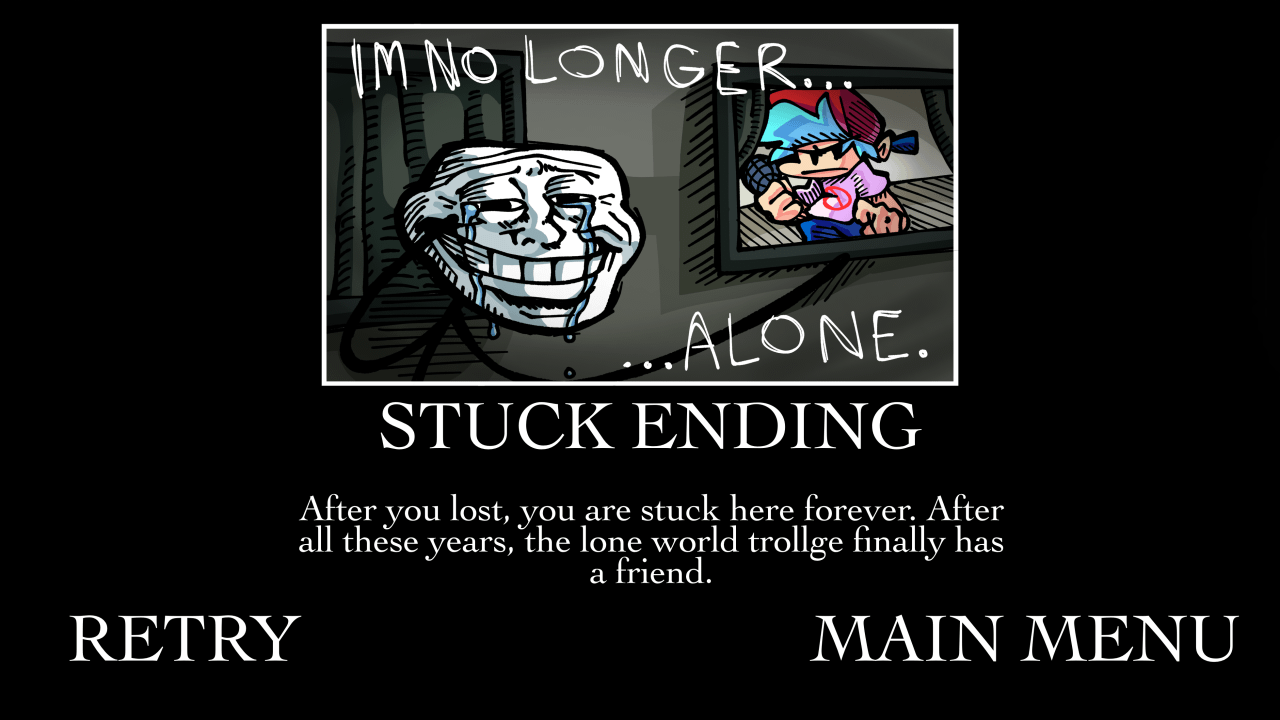 IM NO LONGER...
...ALONE.
STUCK ENDING
After you lost, you are stuck here forever. After
all these years, the lone world trollge finally has
a friend.
RETRY
MAIN MENU